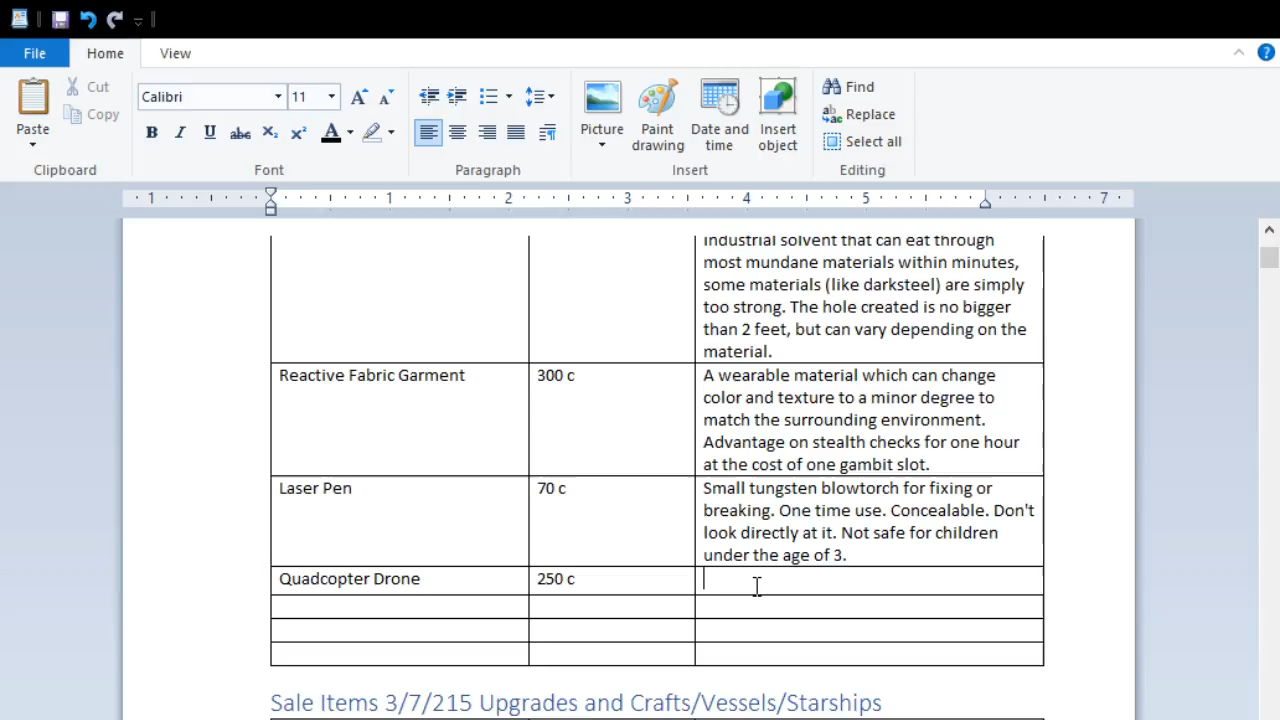 File Home View
Paste
Cut
Copy
Clipboard
Calibri 11
B I U abc X₂ X² A
Font
Paragraph
Picture
Paint drawing
Date and time
Insert object
Insert
Find
Replace
Select all
Editing
1 1 2 3 4 5 7
Industrial solvent that can eat through
most mundane materials within minutes,
some materials (like darksteel) are simply
too strong. The hole created is no bigger
than 2 feet, but can vary depending on the
material.
Reactive Fabric Garment 300 c A wearable material which can change
color and texture to a minor degree to
match the surrounding environment.
Advantage on stealth checks for one hour
at the cost of one gambit slot.
Laser Pen 70 c Small tungsten blowtorch for fixing or
breaking. One time use. Concealable. Don't
look directly at it. Not safe for children
under the age of 3.
Quadcopter Drone 250 c
Sale Items 3/7/215 Upgrades and Crafts/Vessels/Starships